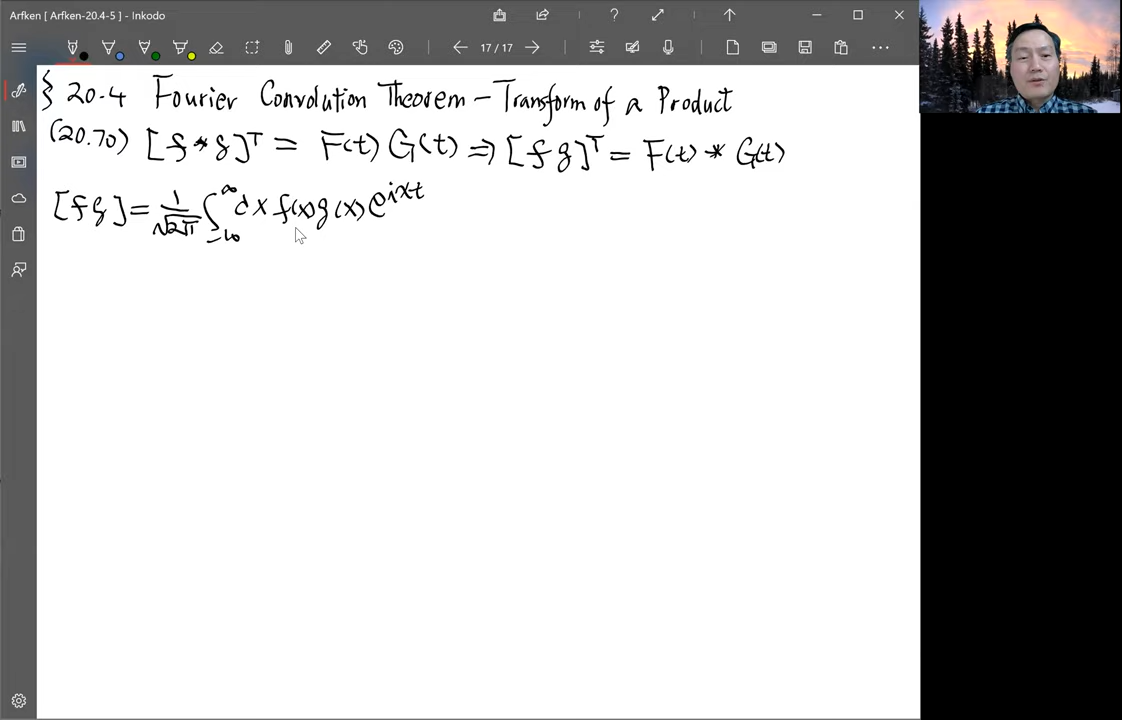 Arfken [ Arfken-20.4-5 ] - Inkodo
17 / 17
§ 20.4 Fourier Convolution Theorem - Transform of a Product
(20.70) [f * g]ᵀ = F(t) G(t) ⇒ [f g]ᵀ = F(t) * G(t)
[f g] = 1/√2π ∫_{-∞}^{∞} dx f(x) g(x) e^{ixt}